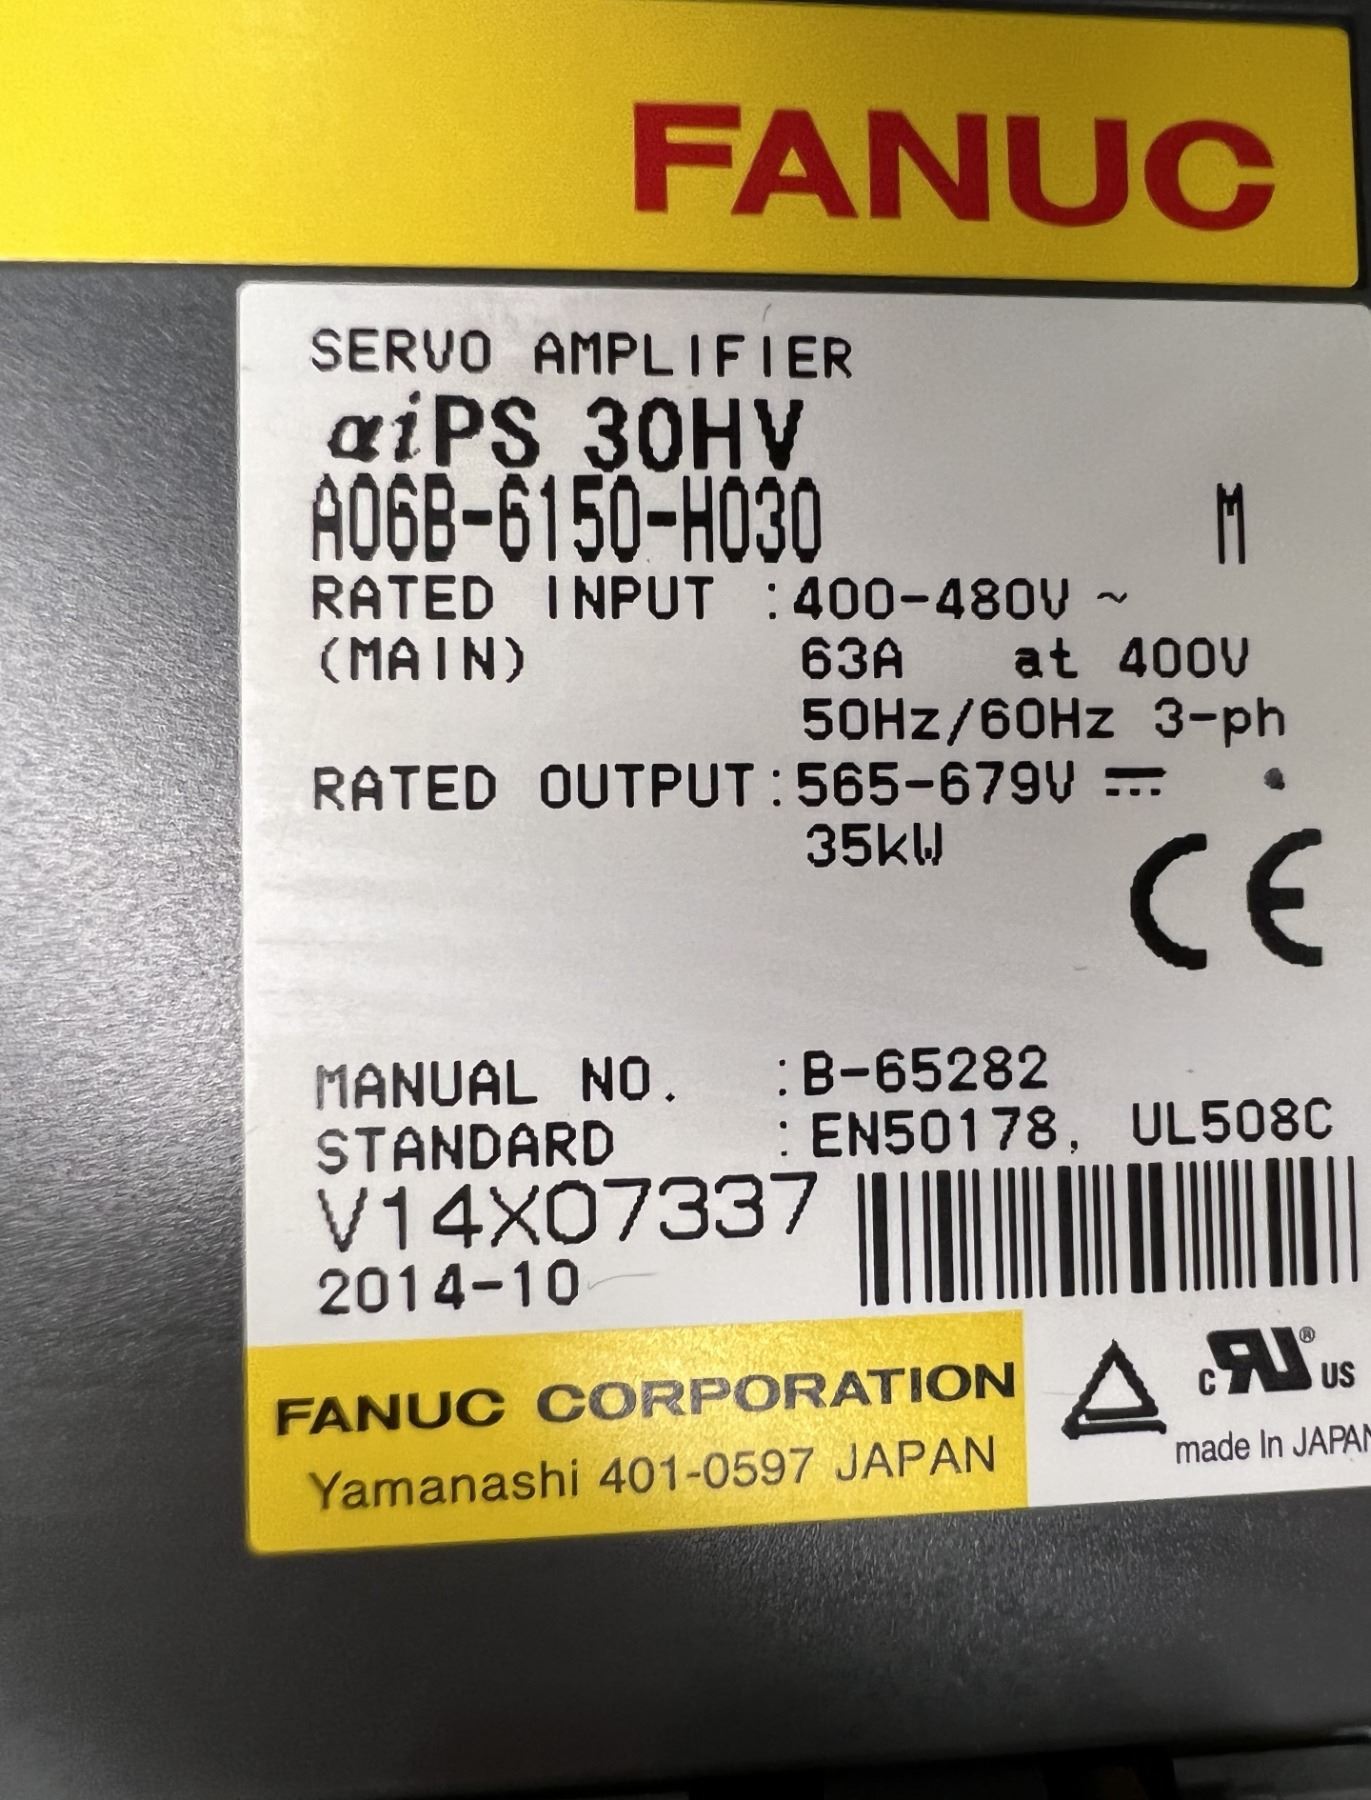 FANUC
SERVO AMPLIFIER
αiPS 30HV
A06B-6150-H030 M
RATED INPUT :400-480V ~
(MAIN) 63A at 400V
50Hz/60Hz 3-ph
RATED OUTPUT:565-679V ⎓
35kW
CE
MANUAL NO. :B-65282
STANDARD :EN50178, UL508C
V14X07337
2014-10
FANUC CORPORATION
Yamanashi 401-0597 JAPAN
c RU ® US
made In JAPAN